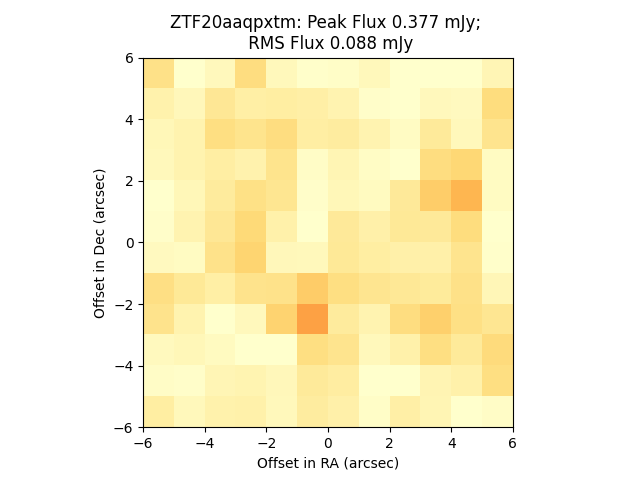 ZTF20aaqpxtm: Peak Flux 0.377 mJy;
RMS Flux 0.088 mJy
6
4
2
0
−2
−4
−6
Offset in Dec (arcsec)
−6 −4 −2 0 2 4 6
Offset in RA (arcsec)